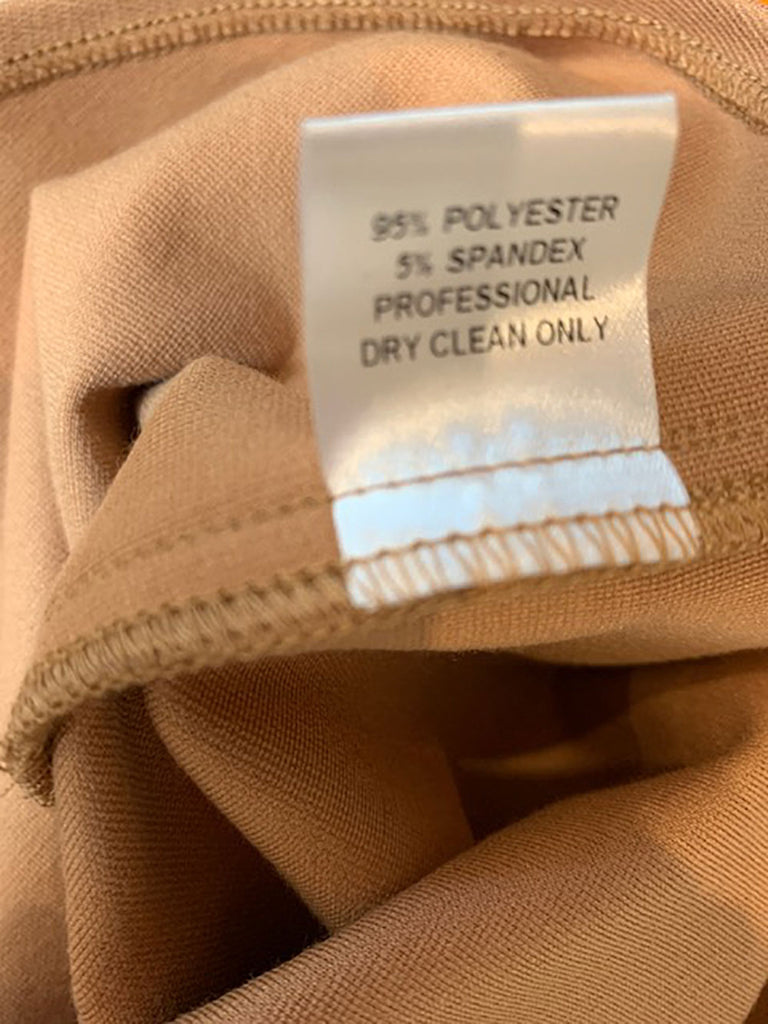 95% POLYESTER
5% SPANDEX
PROFESSIONAL
DRY CLEAN ONLY